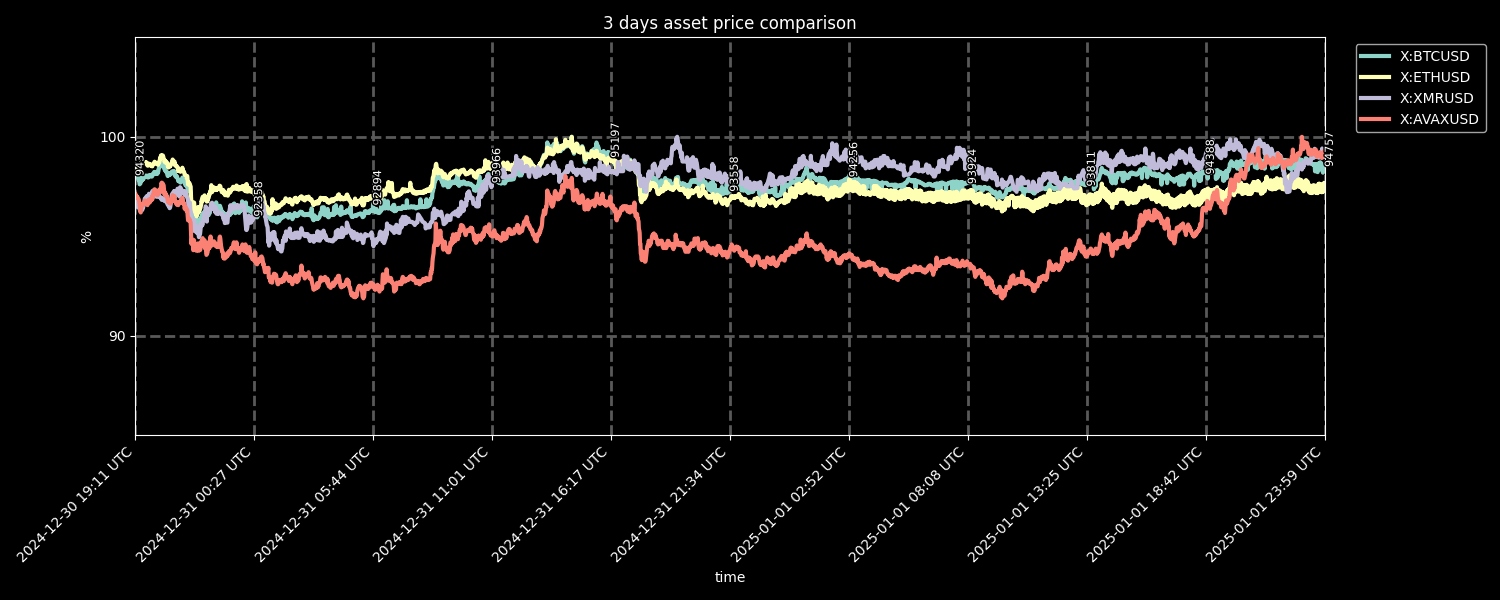 3 days asset price comparison
X:BTCUSD
X:ETHUSD
X:XMRUSD
X:AVAXUSD
100
90
%
94320
92358
92894
93966
95197
93558
94256
93924
93811
94388
94757
2024-12-30 19:11 UTC
2024-12-31 00:27 UTC
2024-12-31 05:44 UTC
2024-12-31 11:01 UTC
2024-12-31 16:17 UTC
2024-12-31 21:34 UTC
2025-01-01 02:52 UTC
2025-01-01 08:08 UTC
2025-01-01 13:25 UTC
2025-01-01 18:42 UTC
2025-01-01 23:59 UTC
time